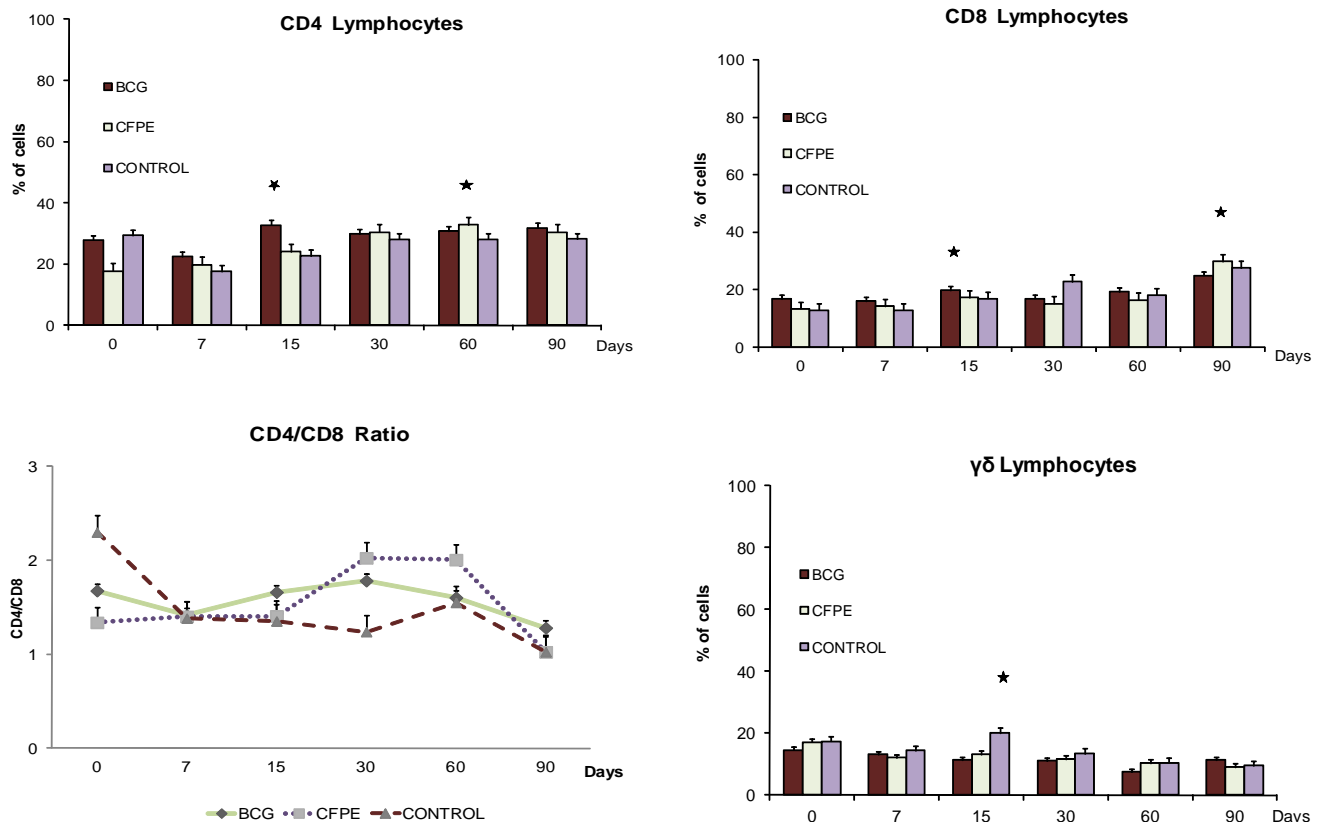 CD4 Lymphocytes
% of cells
100
80
60
40
20
0
BCG
CFPE
CONTROL
0 7 15 30 60 90 Days
CD8 Lymphocytes
% of cells
100
80
60
40
20
0
BCG
CFPE
CONTROL
0 7 15 30 60 90 Days
CD4/CD8 Ratio
CD4/CD8
3
2
1
0
0 7 15 30 60 90 Days
BCG CFPE CONTROL
γδ Lymphocytes
% of cells
100
80
60
40
20
0
BCG
CFPE
CONTROL
0 7 15 30 60 90 Days